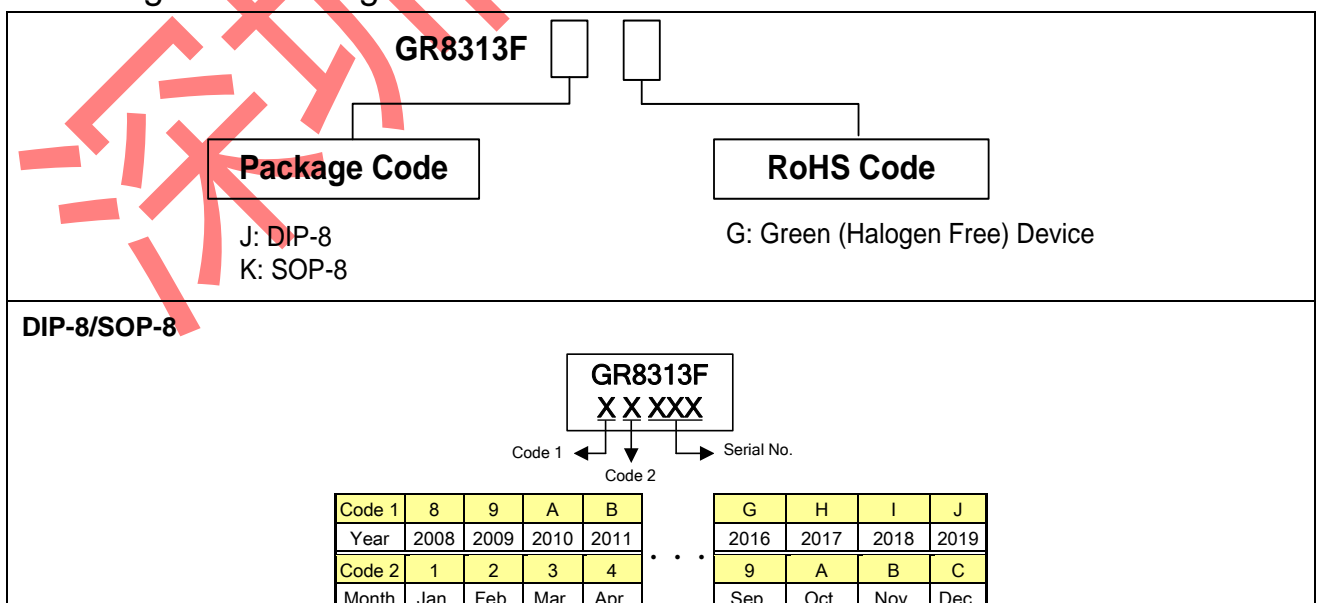 GR8313F
Package Code
RoHS Code
J: DIP-8
G: Green (Halogen Free) Device
K: SOP-8
DIP-8/SOP-8
GR8313F
X X XXX
Code 1
Serial No.
Code 2
Code 1 8 9 A B G H I J
Year 2008 2009 2010 2011 . . . 2016 2017 2018 2019
Code 2 1 2 3 4 9 A B C
Month Jan Feb Mar Apr Sep Oct Nov Dec
深